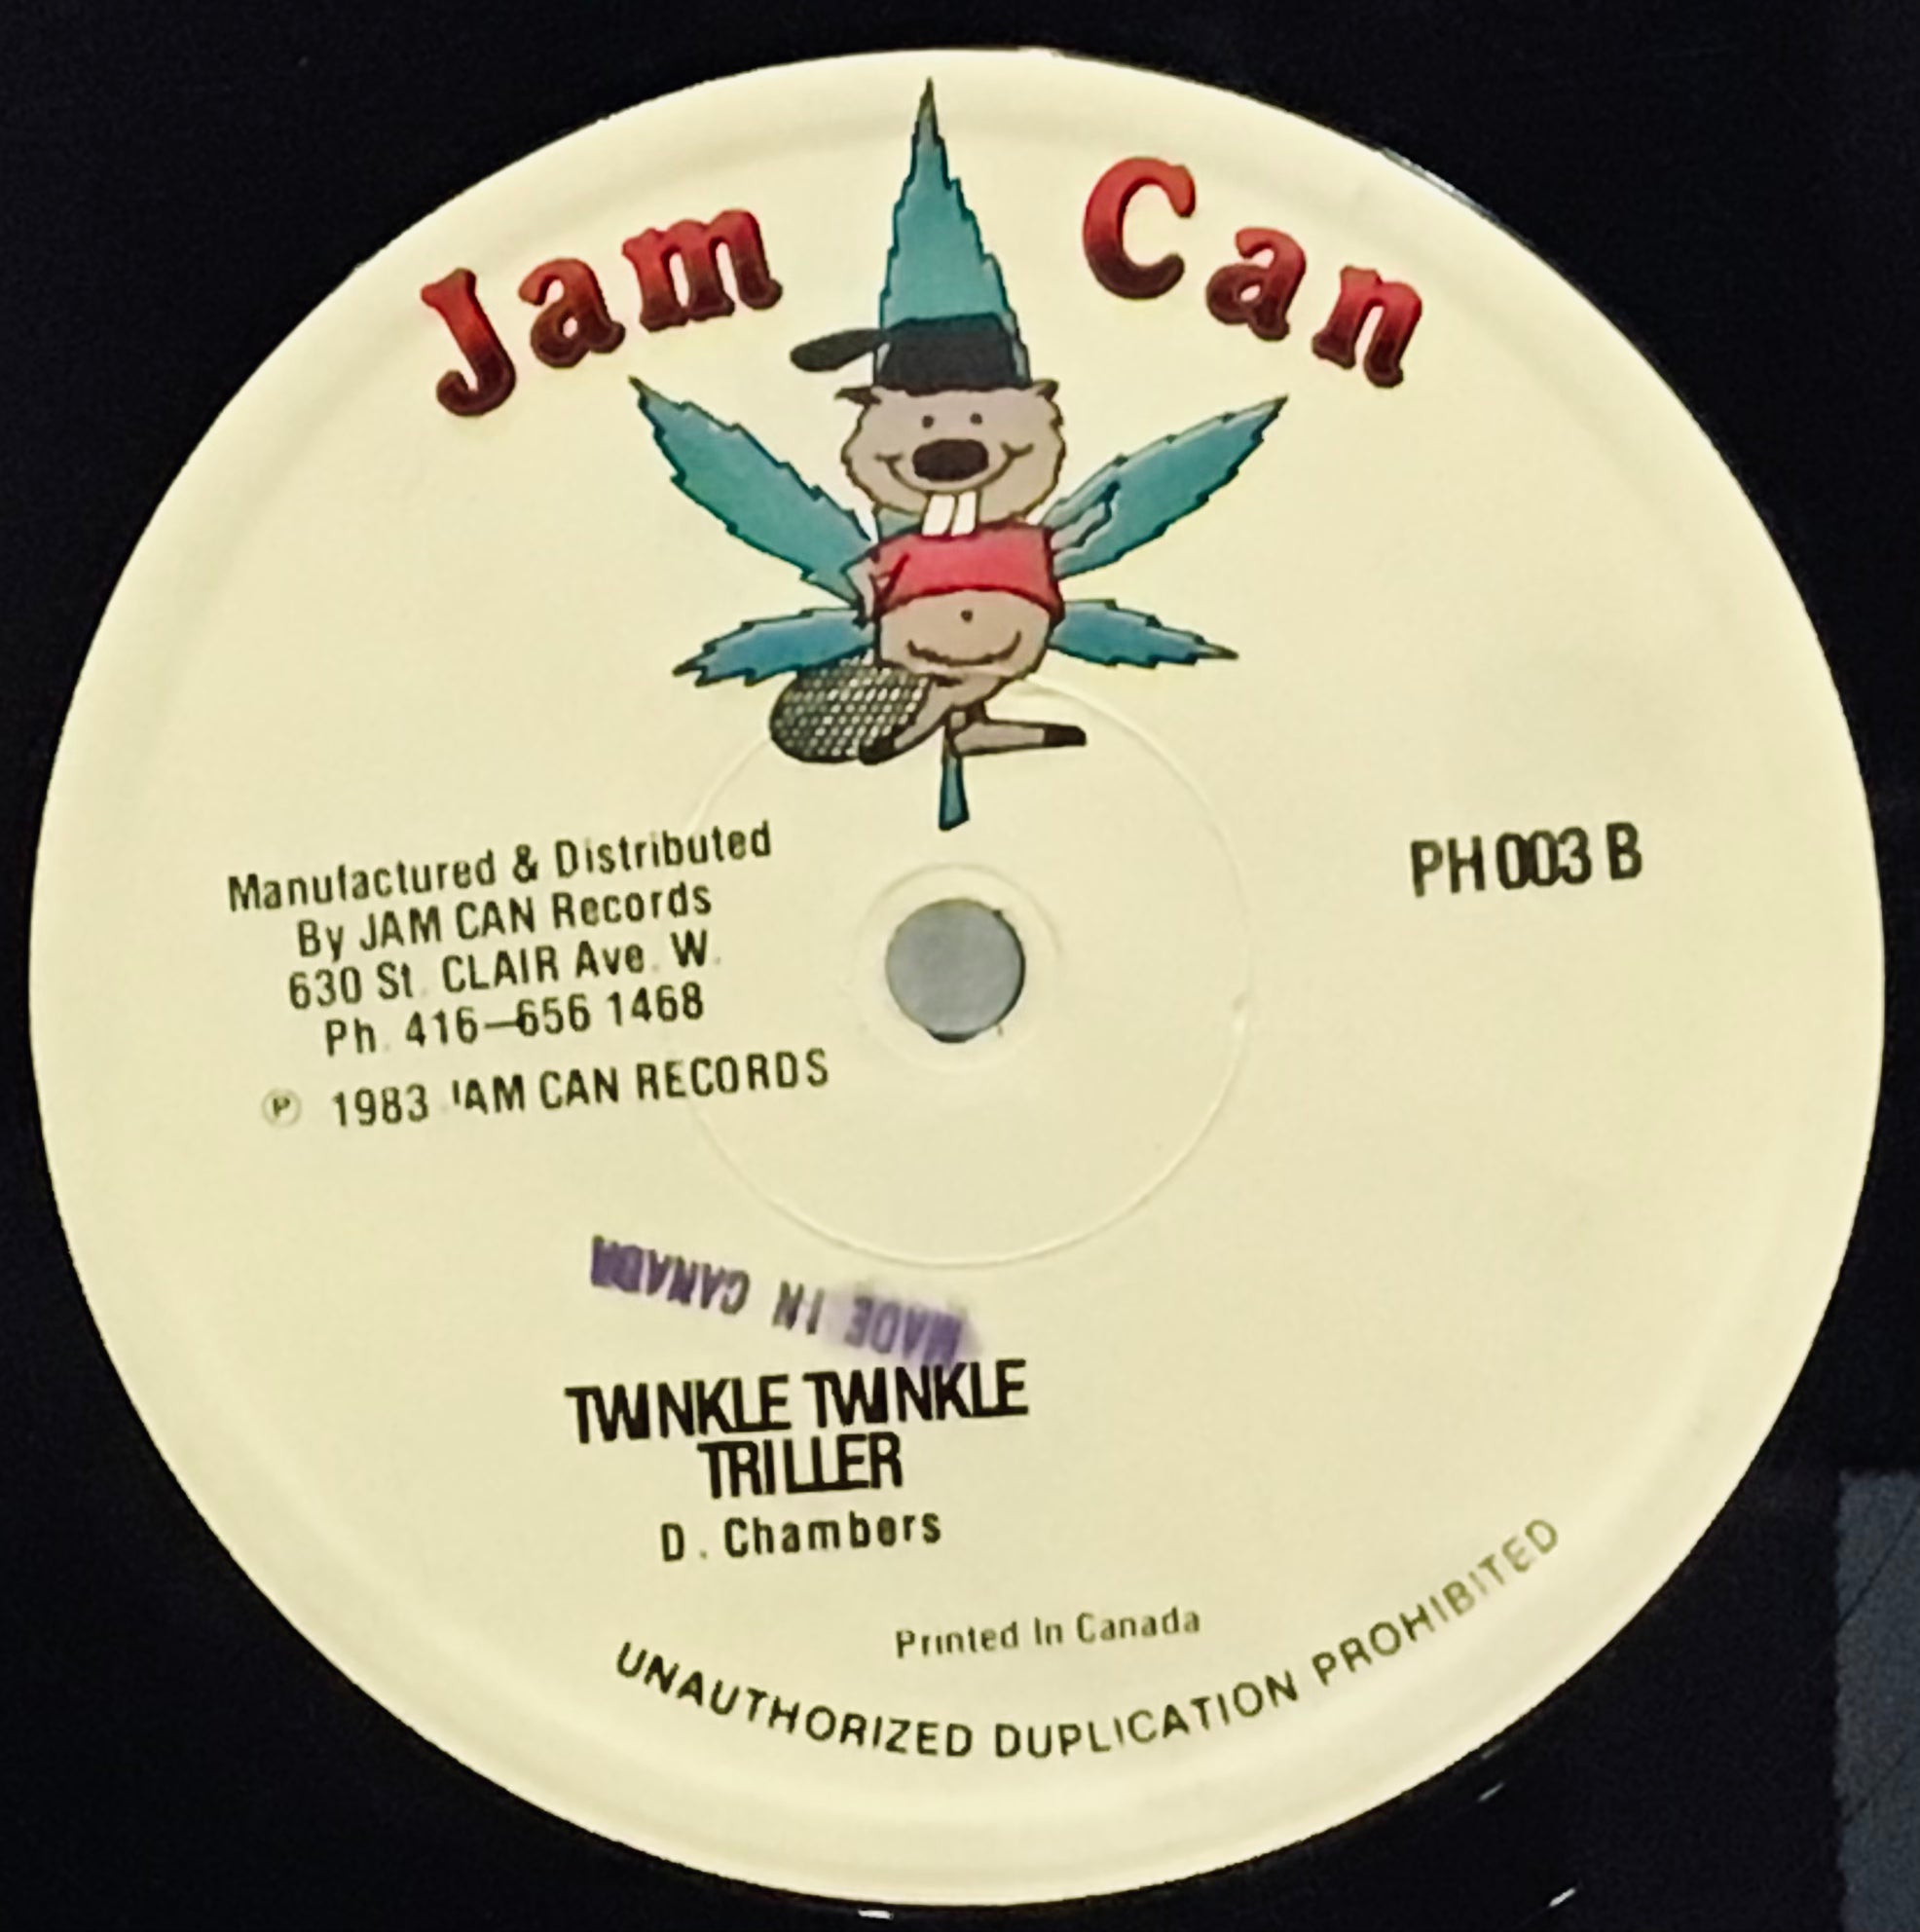 Jam Can
Manufactured & Distributed
By JAM CAN Records
630 St. CLAIR Ave. W.
Ph. 416-656 1468
℗ 1983 JAM CAN RECORDS
PH 003 B
MADE IN CANADA
TWINKLE TWINKLE
TRILLER
D. Chambers
Printed In Canada
UNAUTHORIZED DUPLICATION PROHIBITED